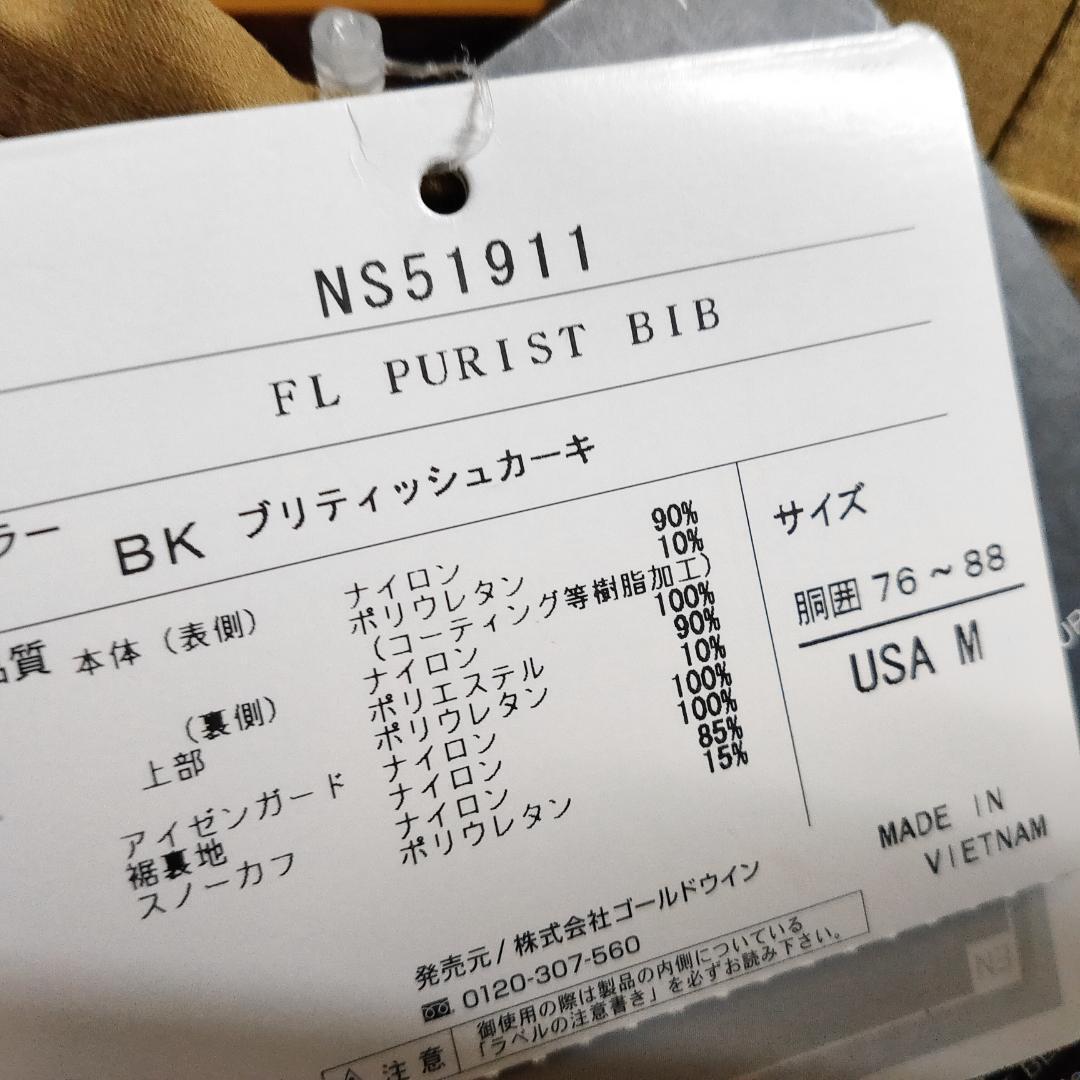 NS51911
FL PURIST BIB
ラー BK ブリティッシュカーキ
品質 本体 (表側) ナイロン 90%
ポリウレタン 10%
(コーティング等樹脂加工)
(裏側) ナイロン 100%
上部 ポリエステル 90%
ポリウレタン 10%
アイゼンガード ナイロン 100%
裾裏地 ナイロン 100%
スノーカフ ナイロン 85%
ポリウレタン 15%
サイズ
胴囲 76~88
USA M
MADE IN
VIETNAM
発売元/株式会社ゴールドウイン
0120-307-560
注意
御使用の際は製品の内側についている
「ラベルの注意書き」を必ずお読み下さい。